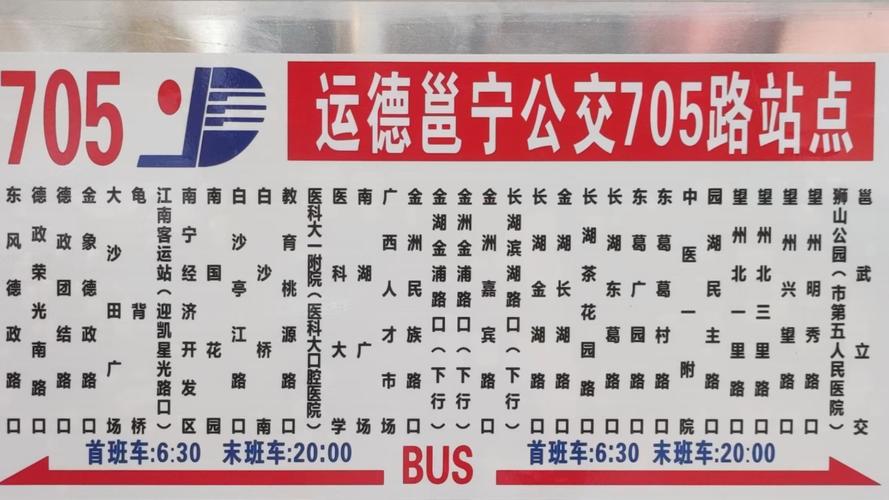 705
运德邕宁公交705路站点
东风德政路口
德政荣光南路口
德政团结路口
金象德政路口
大沙田广场
龟背桥
江南客运站（迎凯星光路口）
南宁经济开发区
南国花园
白沙亭江路口
白沙桥南
教育桃源路口
医科大一附院（医科大口腔医院）
医科大学
南湖广场
广西人才市场
金洲民族路口
金湖金浦路口（下行）
金洲金浦路口（下行）
金洲嘉宾路口
长湖滨湖路口（下行）
长湖金湖路口
金湖长湖路口
长湖茶花园路口
长湖东葛路口
东葛广园路口
东葛葛村路口
中医一附院
园湖民主路口
望州北一里路口
望州北三里路口
望州兴望路口
望州明秀路口
狮山公园（市第五人民医院）
邕武立交
首班车:6:30 末班车:20:00
BUS
首班车:6:30 末班车:20:00